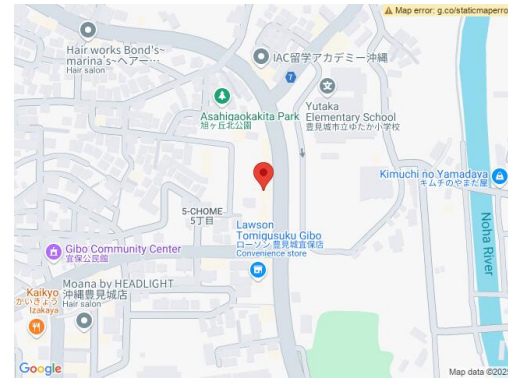 Map error: g.co/staticmaperro
Hair works Bond's~
marina's~ヘアー…
Hair salon
IAC留学アカデミー沖縄
7
Asahigaokakita Park
旭ヶ丘北公園
Yutaka
Elementary School
豊見城市立ゆたか小学校
Kimuchi no Yamadaya
キムチのやまだ屋
5-CHOME
5丁目
Lawson
Tomigusuku Gibo
ローソン 豊見城宜保店
Convenience store
Noha River
Gibo Community Center
宜保公民館
Moana by HEADLIGHT
沖縄豊見城店
Hair salon
Kaikyo
かいきょう
Izakaya
Google
Map data ©2025